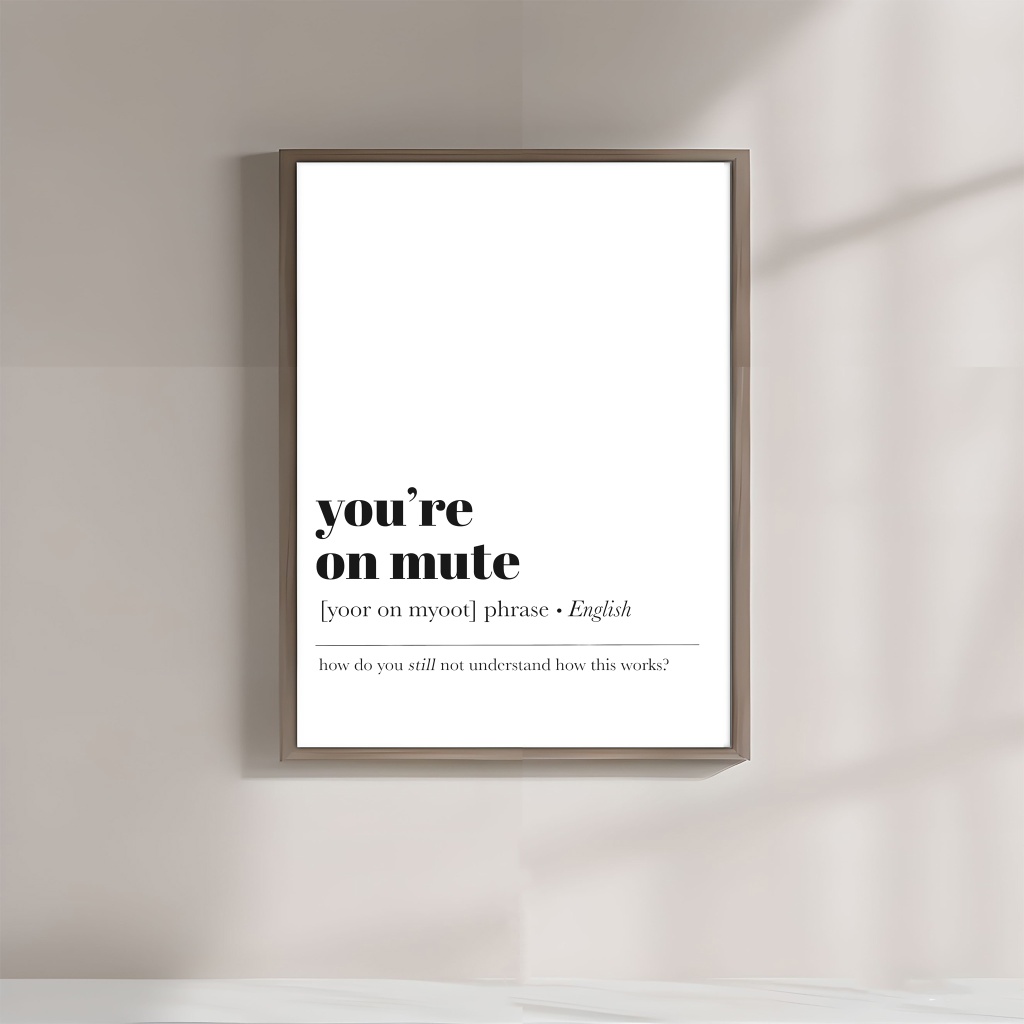 you’re
on mute
[yoor on myoot] phrase • English
how do you still not understand how this works?